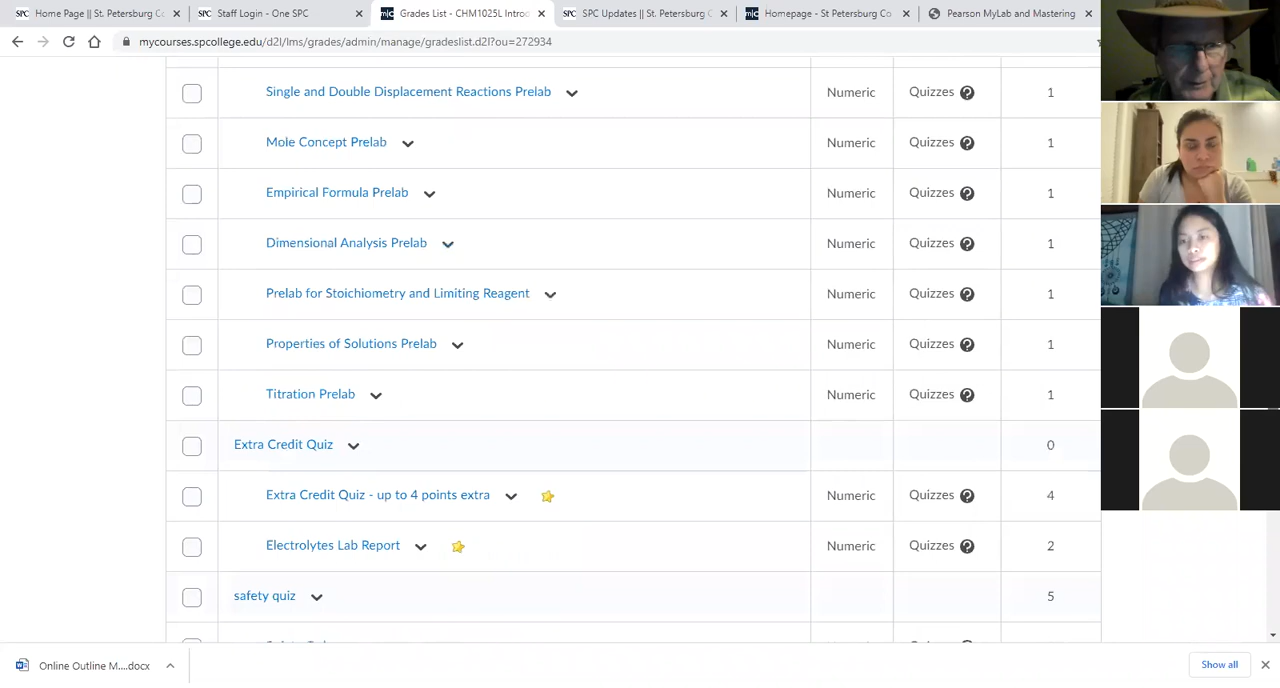 SPC Home Page || St. Petersburg Co
SPC Staff Login - One SPC
Grades List - CHM1025L Introd
SPC SPC Updates || St. Petersburg C
Homepage - St Petersburg Co
Pearson MyLab and Mastering
mycourses.spcollege.edu/d2l/lms/grades/admin/manage/gradeslist.d2l?ou=272934
Single and Double Displacement Reactions Prelab Numeric Quizzes ? 1
Mole Concept Prelab Numeric Quizzes ? 1
Empirical Formula Prelab Numeric Quizzes ? 1
Dimensional Analysis Prelab Numeric Quizzes ? 1
Prelab for Stoichiometry and Limiting Reagent Numeric Quizzes ? 1
Properties of Solutions Prelab Numeric Quizzes ? 1
Titration Prelab Numeric Quizzes ? 1
Extra Credit Quiz 0
Extra Credit Quiz - up to 4 points extra Numeric Quizzes ? 4
Electrolytes Lab Report Numeric Quizzes ? 2
safety quiz 5
Online Outline M....docx
Show all